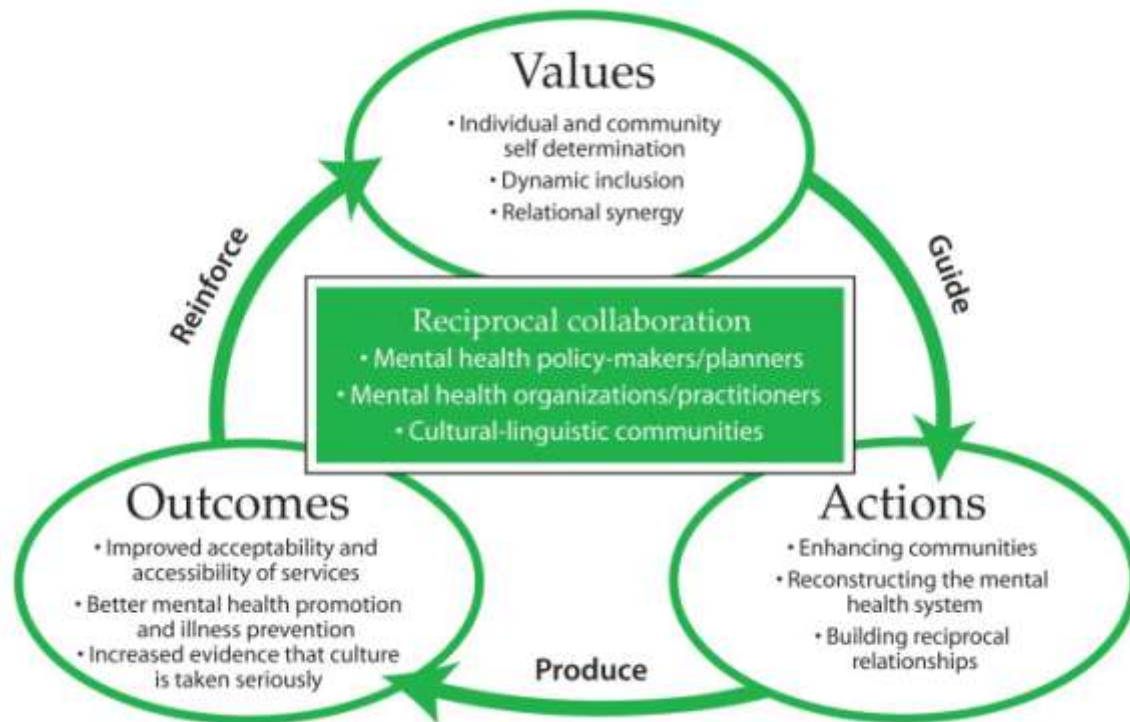 Values
• Individual and community
self determination
• Dynamic inclusion
• Relational synergy
Reinforce
Guide
Reciprocal collaboration
• Mental health policy-makers/planners
• Mental health organizations/practitioners
• Cultural-linguistic communities
Outcomes
• Improved acceptability and
accessibility of services
• Better mental health promotion
and illness prevention
• Increased evidence that culture
is taken seriously
Actions
• Enhancing communities
• Reconstructing the mental
health system
• Building reciprocal
relationships
Produce